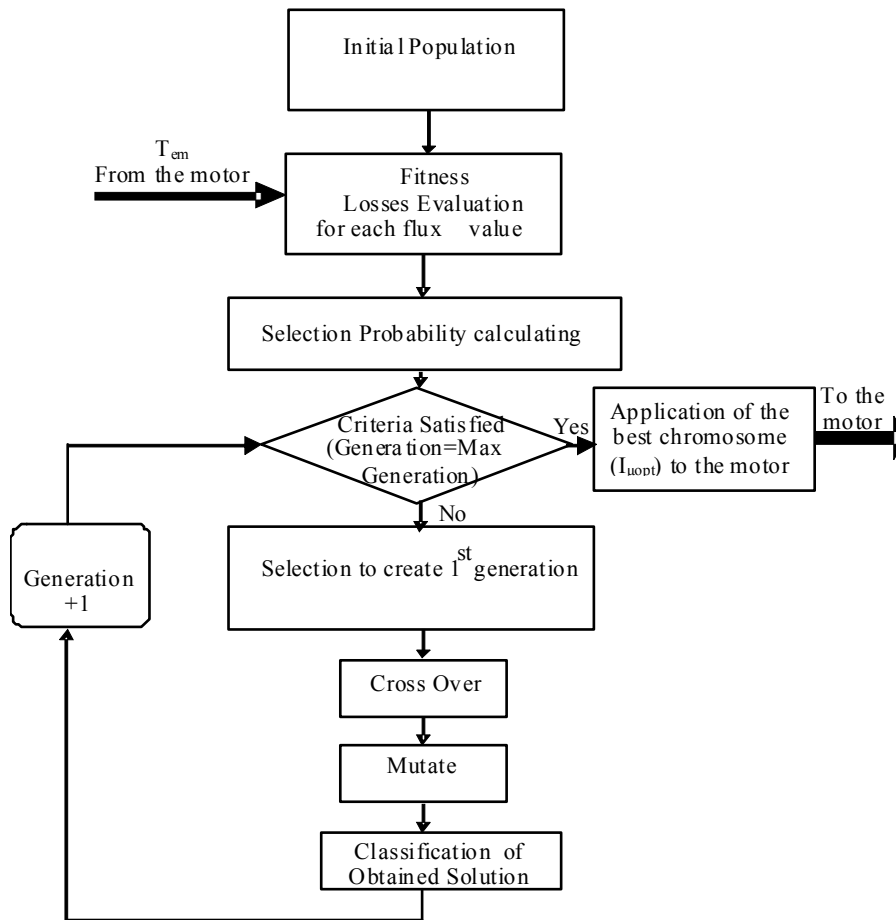 Initial Population
T_em
From the motor
Fitness
Losses Evaluation
for each flux value
Selection Probability calculating
Criteria Satisfied
(Generation=Max
Generation)
Yes
Application of the
best chromosome
(I_μopt) to the motor
To the
motor
No
Selection to create 1st generation
Generation
+1
Cross Over
Mutate
Classification of
Obtained Solution